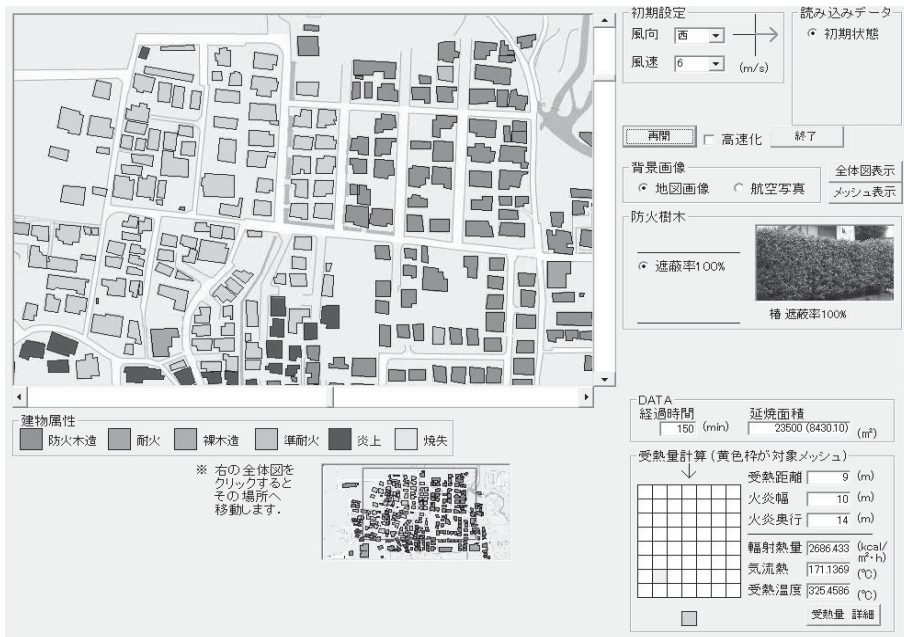 初期設定
風向 西
風速 6 (m/s)
読み込みデータ
初期状態
再開 高速化 終了
背景画像
地図画像 航空写真
全体図表示
メッシュ表示
防火樹木
遮蔽率100%
椿 遮蔽率100%
建物属性
防火木造 耐火 裸木造 準耐火 炎上 焼失
※ 右の全体図を
クリックすると
その場所へ
移動します.
DATA
経過時間 延焼面積
150 (min) 23500 (8430.10) (㎡)
受熱量計算(黄色枠が対象メッシュ)
受熱距離 9 (m)
火炎幅 10 (m)
火炎奥行 14 (m)
輻射熱量 2686.433 (kcal/㎡・h)
気流熱 171.1369 (℃)
受熱温度 325.4586 (℃)
受熱量 詳細